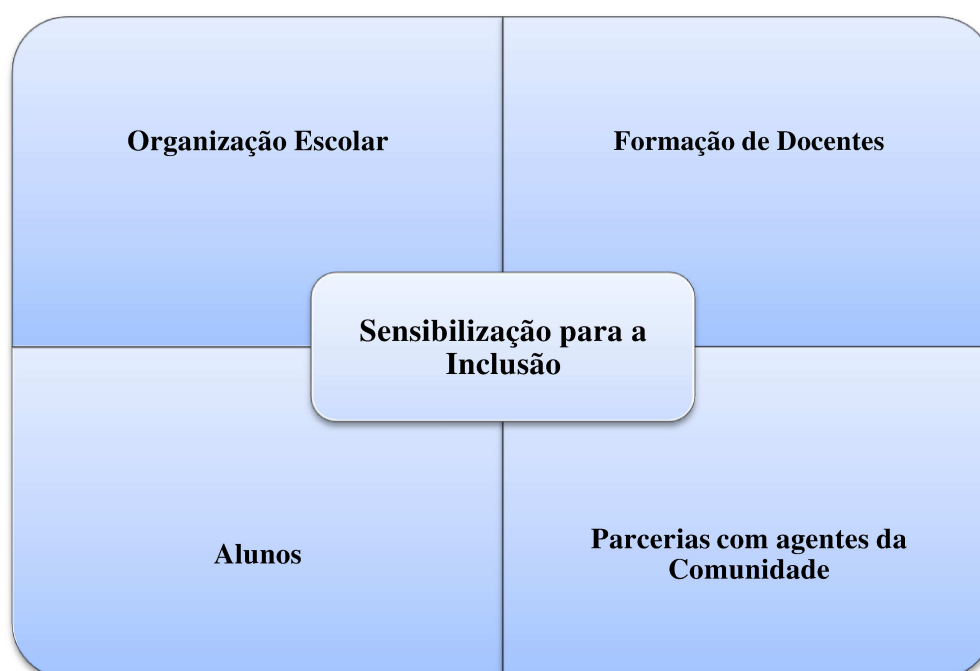 Organização Escolar
Formação de Docentes
Sensibilização para a
Inclusão
Alunos
Parcerias com agentes da
Comunidade